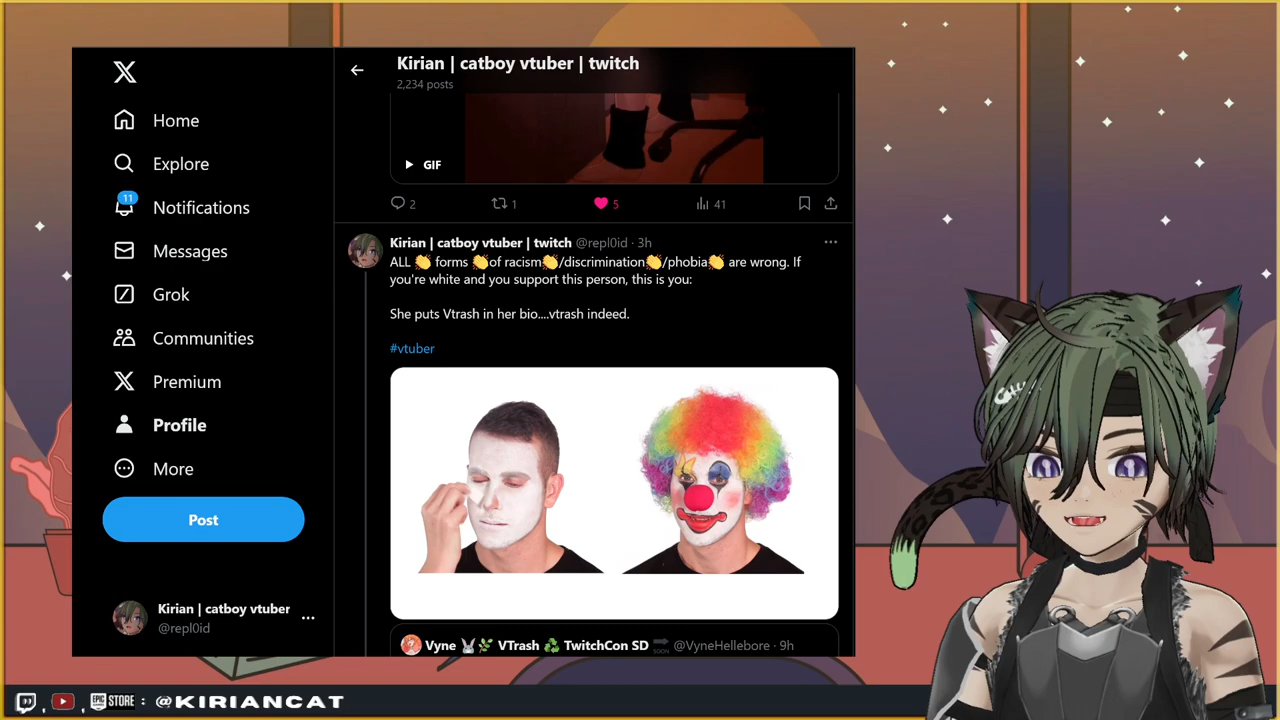 Kirian | catboy vtuber | twitch
2,234 posts
Home
Explore
11
Notifications
Messages
Grok
Communities
Premium
Profile
More
Post
Kirian | catboy vtuber
@repl0id
GIF
2
1
5
41
Kirian | catboy vtuber | twitch @repl0id · 3h
ALL 👏 forms 👏of racism👏/discrimination👏/phobia👏 are wrong. If
you're white and you support this person, this is you:
She puts Vtrash in her bio....vtrash indeed.
#vtuber
Vyne 🐰🌿 VTrash ♻️ TwitchCon SD 🔜 @VyneHellebore · 9h
, , EPIC STORE : @KIRIANCAT